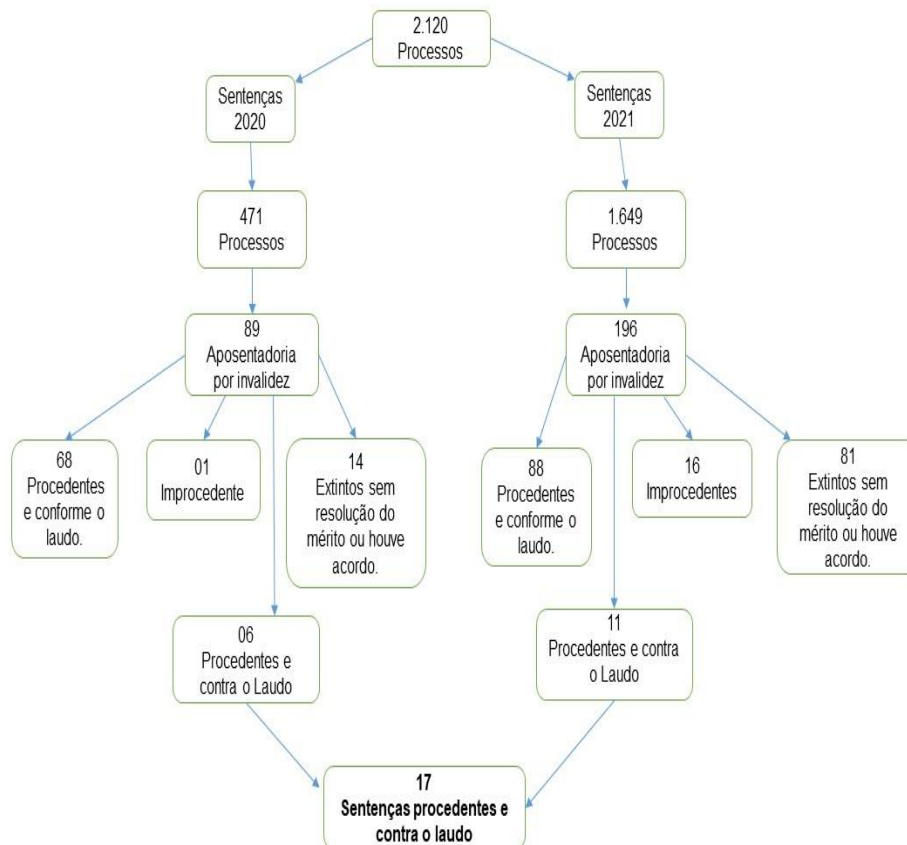 2.120
Processos
Sentenças
2020
Sentenças
2021
471
Processos
1.649
Processos
89
Aposentadoria
por invalidez
196
Aposentadoria
por invalidez
68
Procedentes
e conforme o
laudo.
01
Improcedente
14
Extintos sem
resolução do
mérito ou houve
acordo.
88
Procedentes
e conforme o
laudo.
16
Improcedentes
81
Extintos sem
resolução do
mérito ou houve
acordo.
06
Procedentes e
contra o Laudo
11
Procedentes e contra
o Laudo
17
Sentenças procedentes e
contra o laudo